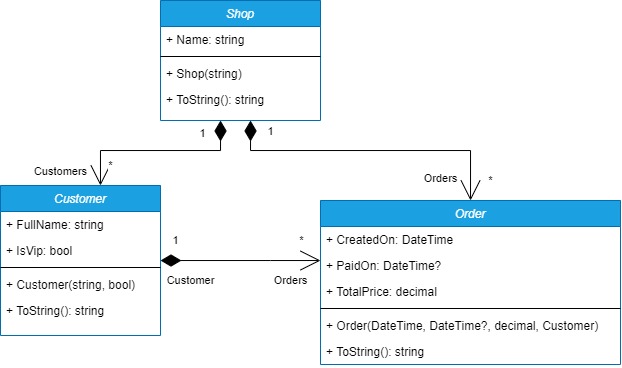 Shop
+ Name: string
+ Shop(string)
+ ToString(): string
1
1
Customers
*
Orders
*
Customer
+ FullName: string
+ IsVip: bool
+ Customer(string, bool)
+ ToString(): string
1
*
Customer
Orders
Order
+ CreatedOn: DateTime
+ PaidOn: DateTime?
+ TotalPrice: decimal
+ Order(DateTime, DateTime?, decimal, Customer)
+ ToString(): string